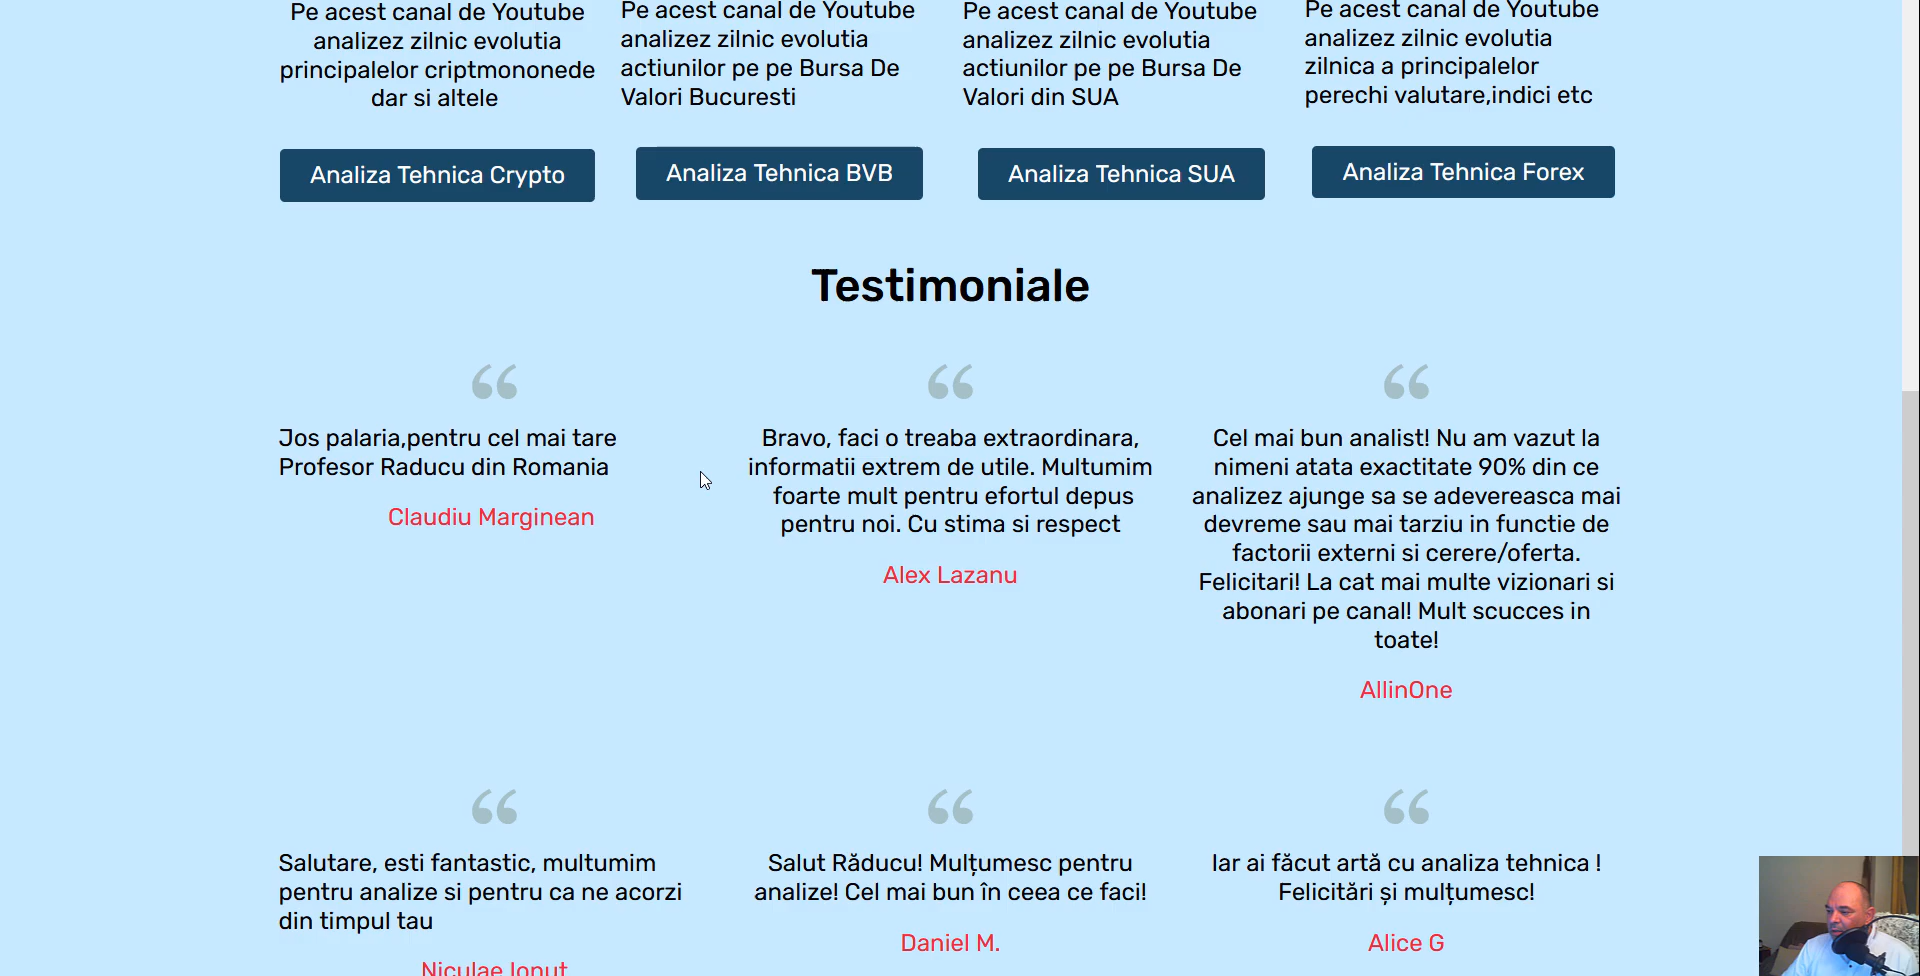 Pe acest canal de Youtube
analizez zilnic evolutia
principalelor criptmononede
dar si altele
Analiza Tehnica Crypto
Pe acest canal de Youtube
analizez zilnic evolutia
actiunilor pe pe Bursa De
Valori Bucuresti
Analiza Tehnica BVB
Pe acest canal de Youtube
analizez zilnic evolutia
actiunilor pe pe Bursa De
Valori din SUA
Analiza Tehnica SUA
Pe acest canal de Youtube
analizez zilnic evolutia
zilnica a principalelor
perechi valutare,indici etc
Analiza Tehnica Forex
Testimoniale
“
Jos palaria,pentru cel mai tare
Profesor Raducu din Romania
Claudiu Marginean
“
Bravo, faci o treaba extraordinara,
informatii extrem de utile. Multumim
foarte mult pentru efortul depus
pentru noi. Cu stima si respect
Alex Lazanu
“
Cel mai bun analist! Nu am vazut la
nimeni atata exactitate 90% din ce
analizez ajunge sa se adevereasca mai
devreme sau mai tarziu in functie de
factorii externi si cerere/oferta.
Felicitari! La cat mai multe vizionari si
abonari pe canal! Mult scucces in
toate!
AllinOne
“
Salutare, esti fantastic, multumim
pentru analize si pentru ca ne acorzi
din timpul tau
Niculae Ionut
“
Salut Răducu! Mulțumesc pentru
analize! Cel mai bun în ceea ce faci!
Daniel M.
“
Iar ai făcut artă cu analiza tehnica !
Felicitări și mulțumesc!
Alice G